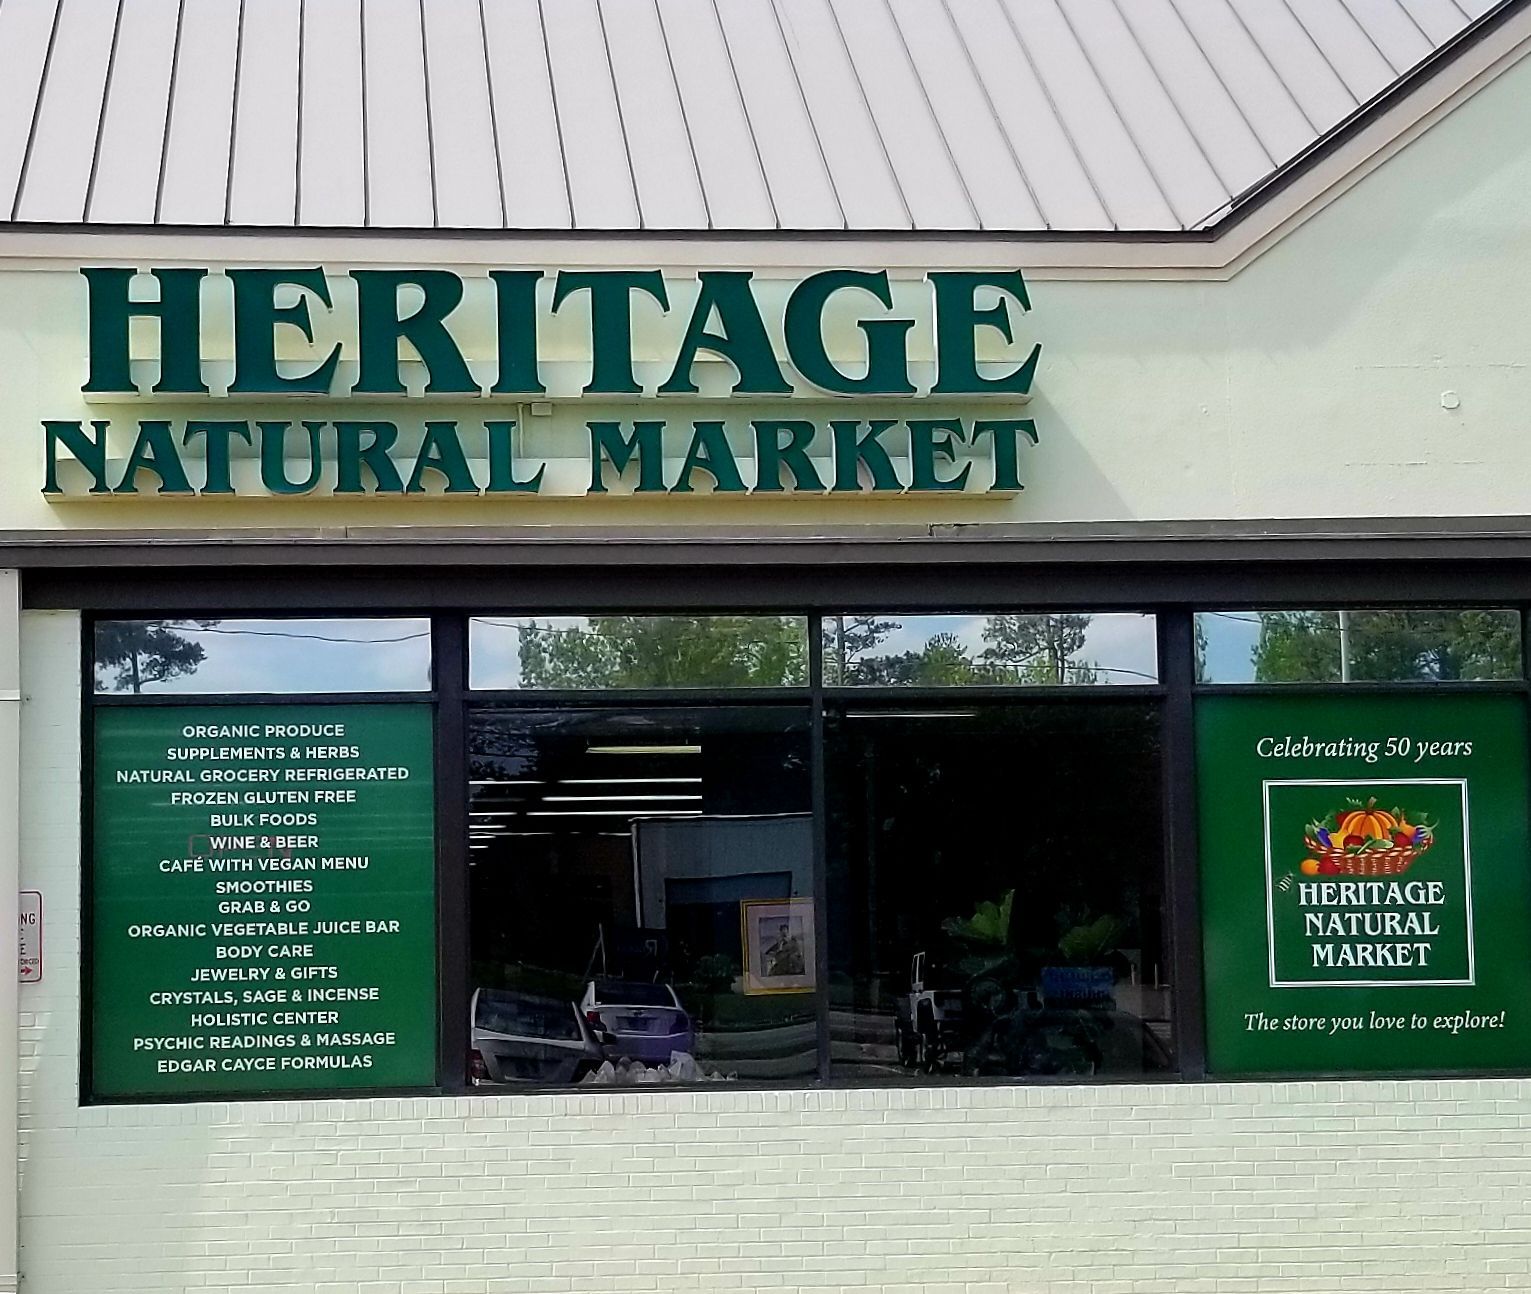 HERITAGE
NATURAL MARKET
ORGANIC PRODUCE
SUPPLEMENTS & HERBS
NATURAL GROCERY REFRIGERATED
FROZEN GLUTEN FREE
BULK FOODS
WINE & BEER
CAFÉ WITH VEGAN MENU
SMOOTHIES
GRAB & GO
ORGANIC VEGETABLE JUICE BAR
BODY CARE
JEWELRY & GIFTS
CRYSTALS, SAGE & INCENSE
HOLISTIC CENTER
PSYCHIC READINGS & MASSAGE
EDGAR CAYCE FORMULAS
Celebrating 50 years
HERITAGE
NATURAL
MARKET
The store you love to explore!